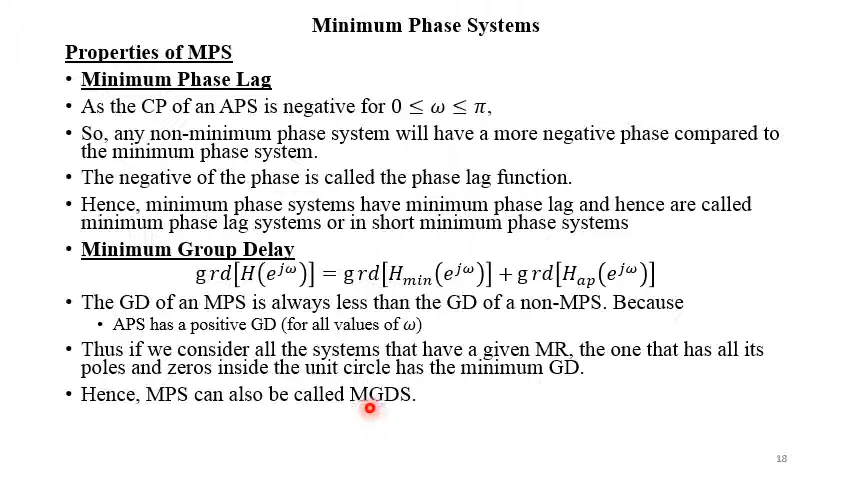 Minimum Phase Systems
Properties of MPS
• Minimum Phase Lag
• As the CP of an APS is negative for 0 ≤ ω ≤ π,
• So, any non-minimum phase system will have a more negative phase compared to
the minimum phase system.
• The negative of the phase is called the phase lag function.
• Hence, minimum phase systems have minimum phase lag and hence are called
minimum phase lag systems or in short minimum phase systems
• Minimum Group Delay
grd[H(e^{jω})] = grd[H_{min}(e^{jω})] + grd[H_{ap}(e^{jω})]
• The GD of an MPS is always less than the GD of a non-MPS. Because
• APS has a positive GD (for all values of ω)
• Thus if we consider all the systems that have a given MR, the one that has all its
poles and zeros inside the unit circle has the minimum GD.
• Hence, MPS can also be called MGDS.
18